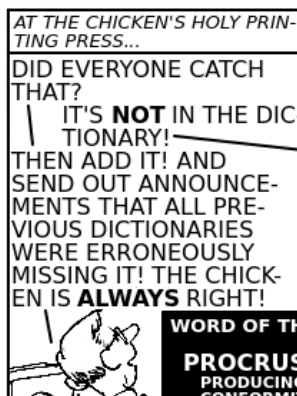 AT THE CHICKEN'S HOLY PRIN-
TING PRESS...
DID EVERYONE CATCH
THAT?
IT'S NOT IN THE DIC-
TIONARY!
THEN ADD IT! AND
SEND OUT ANNOUNCE-
MENTS THAT ALL PRE-
VIOUS DICTIONARIES
WERE ERRONEOUSLY
MISSING IT! THE CHICK-
EN IS ALWAYS RIGHT!
WORD OF TH
PROCRUS
PRODUCING